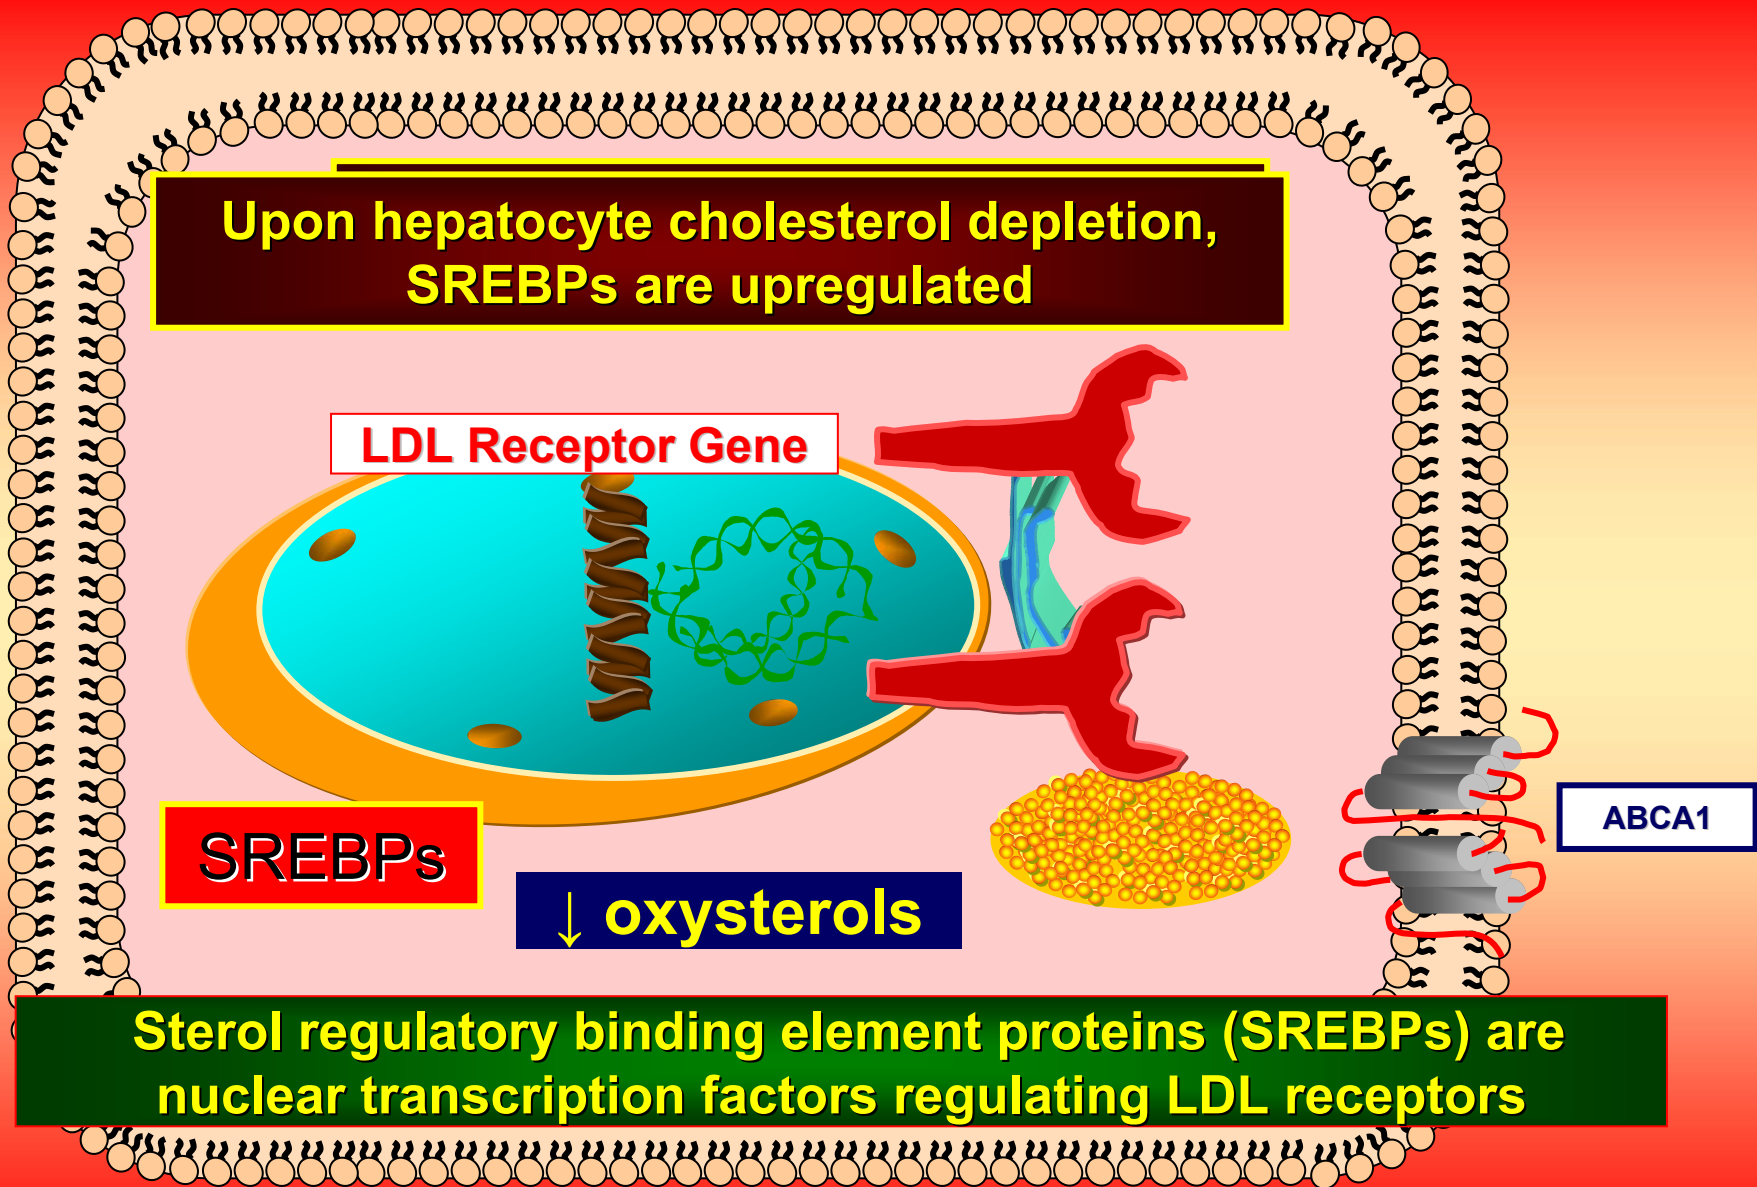 Upon hepatocyte cholesterol depletion,
SREBPs are upregulated
LDL Receptor Gene
ABCA1
SREBPs
↓ oxysterols
Sterol regulatory binding element proteins (SREBPs) are
nuclear transcription factors regulating LDL receptors